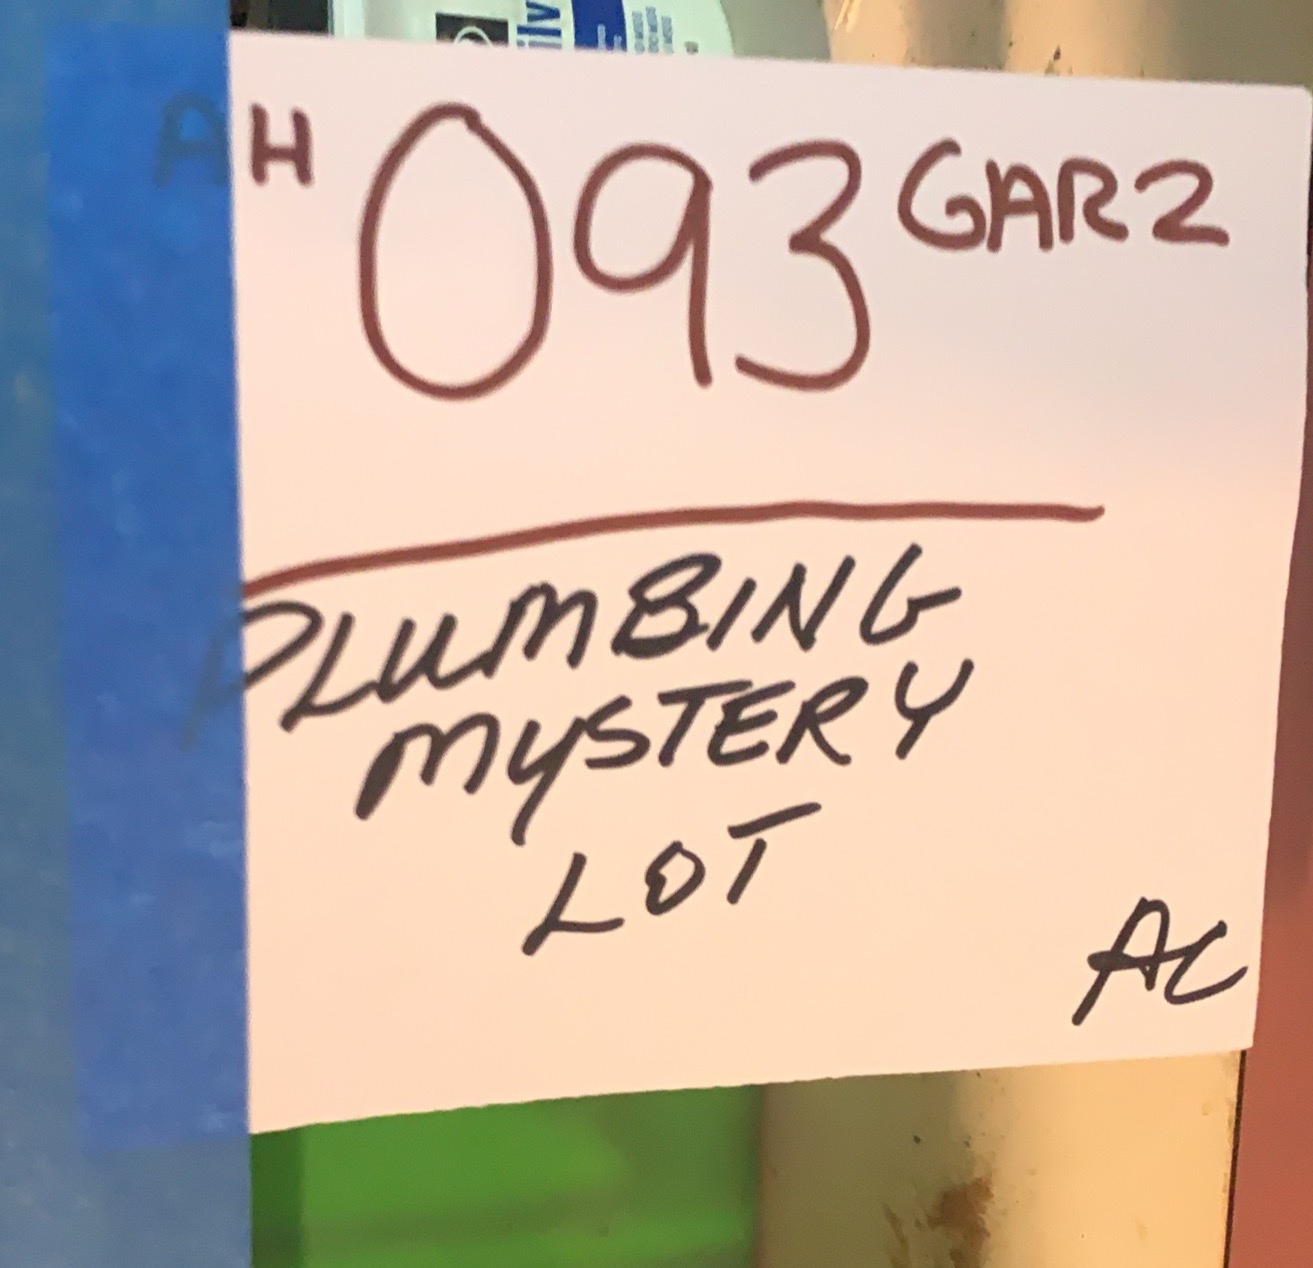 AH 093 GAR2
PLUMBING
MYSTERY
LOT
AC